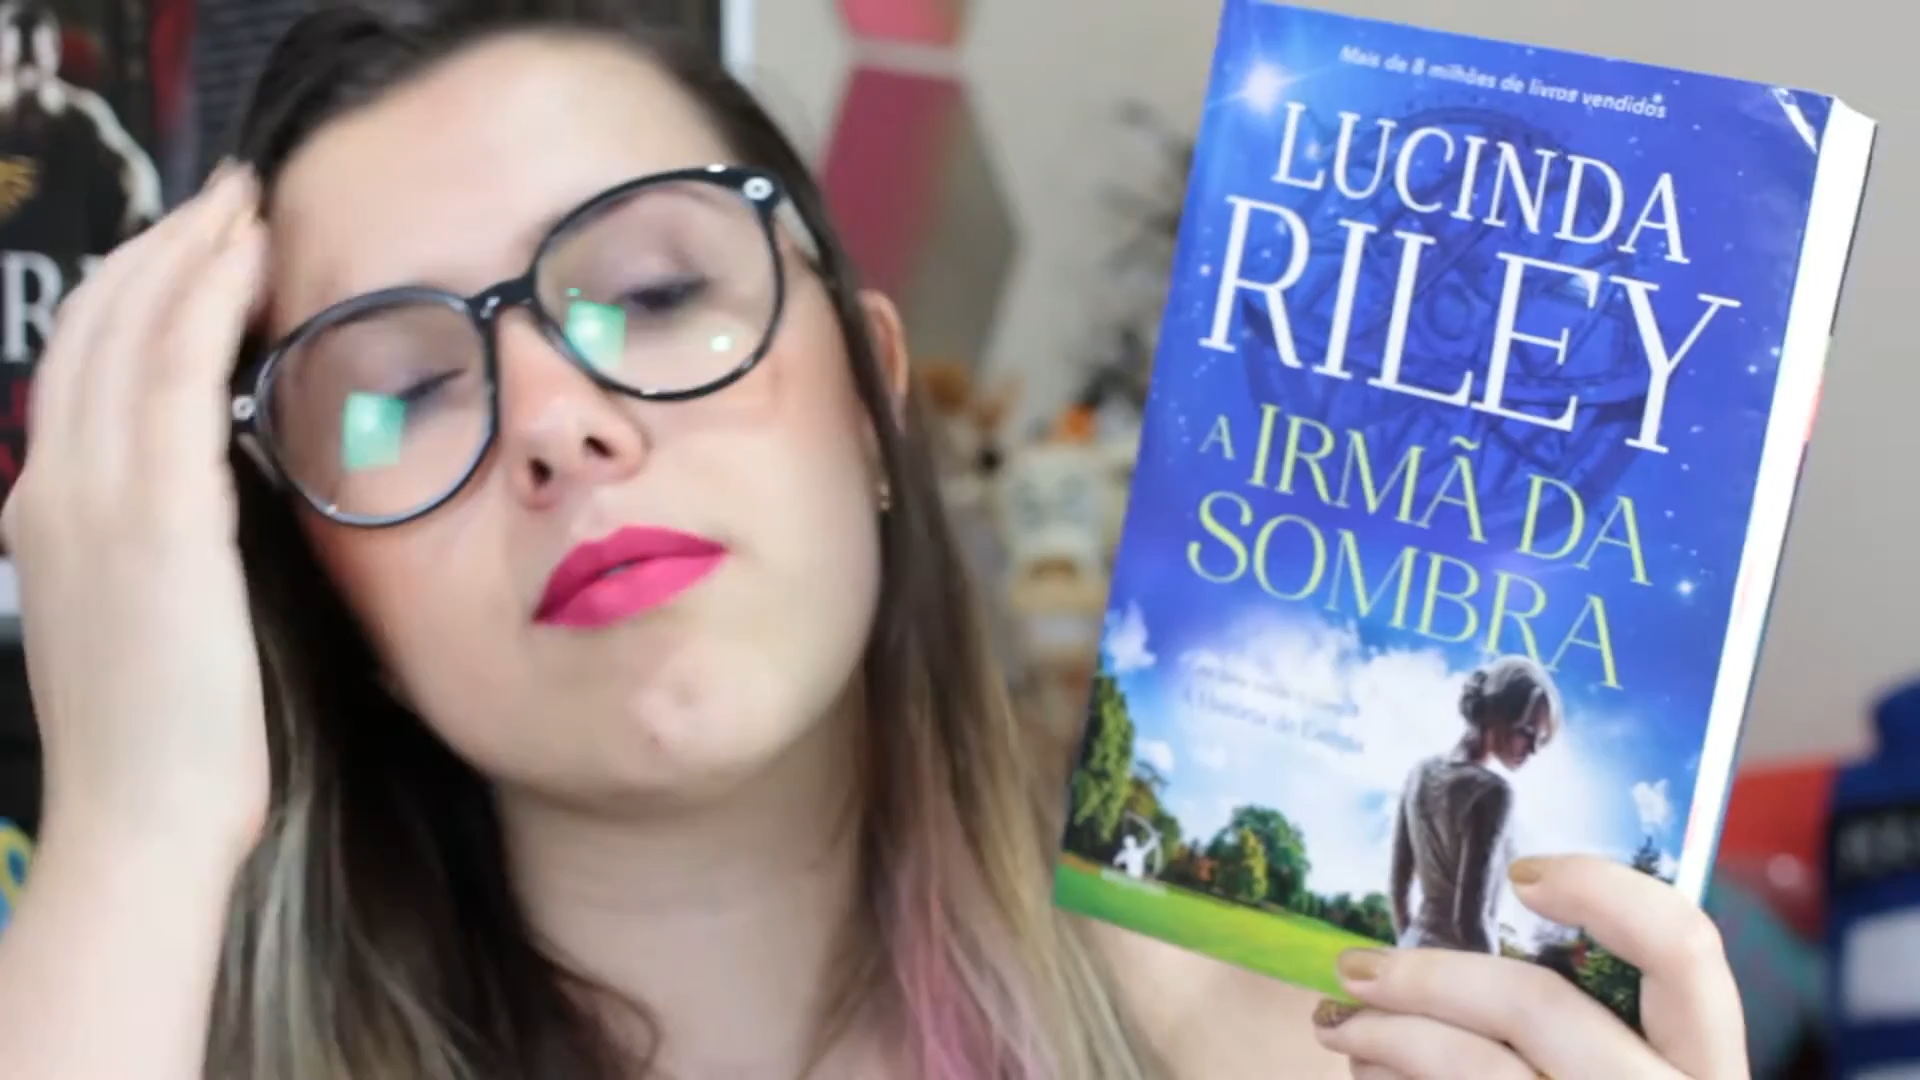 Mais de 8 milhões de livros vendidos
LUCINDA
RILEY
A IRMÃ DA
SOMBRA